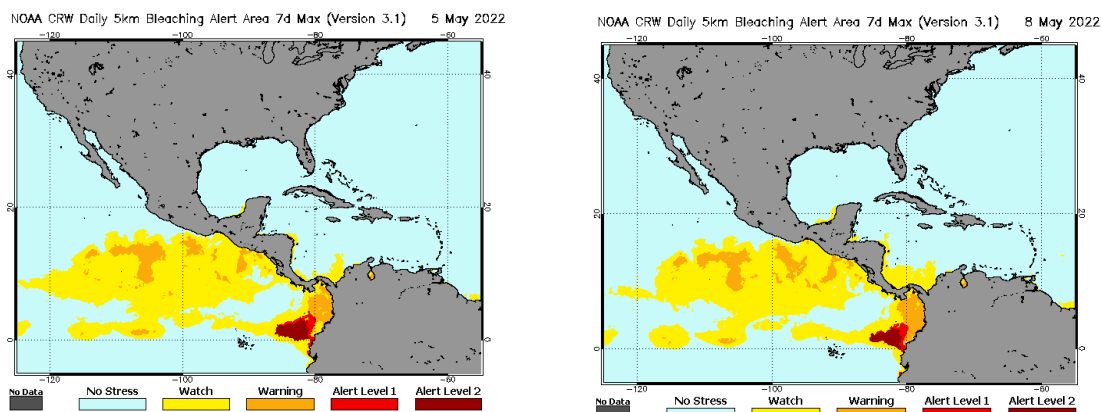 NOAA CRW Daily 5km Bleaching Alert Area 7d Max (Version 3.1) 5 May 2022
-120 -100 -80 -60
40 40
20 20
0 0
-120 -100 -80 -60
No Data No Stress Watch Warning Alert Level 1 Alert Level 2
NOAA CRW Daily 5km Bleaching Alert Area 7d Max (Version 3.1) 8 May 2022
-120 -100 -80 -60
40 40
20 20
0 0
-120 -100 -80 -60
No Data No Stress Watch Warning Alert Level 1 Alert Level 2